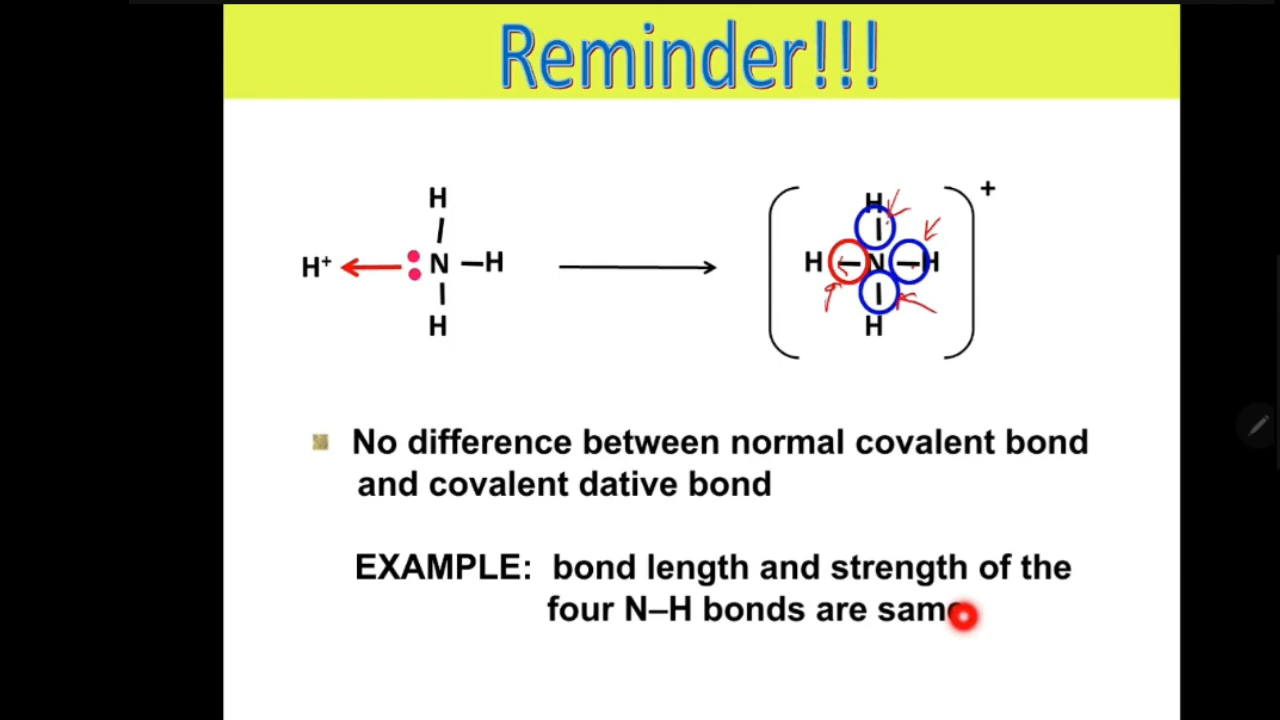 Reminder!!!
H H +
H⁺ : N –H H – N –H
H H
No difference between normal covalent bond
and covalent dative bond
EXAMPLE: bond length and strength of the
four N–H bonds are same